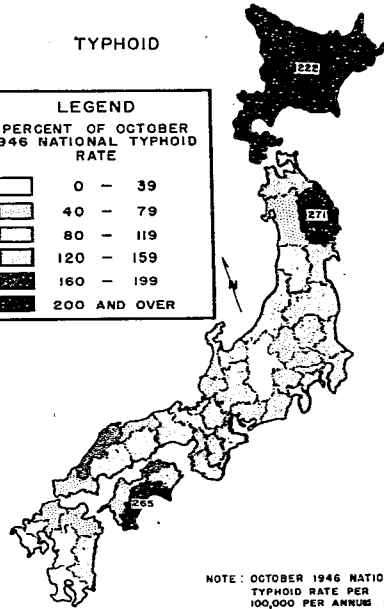 TYPHOID
222
LEGEND
PERCENT OF OCTOBER
946 NATIONAL TYPHOID
RATE
0 – 39
40 – 79
80 – 119
120 – 159
160 – 199
200 AND OVER
271
N
265
NOTE: OCTOBER 1946 NATIO
TYPHOID RATE PER
100,000 PER ANNUM